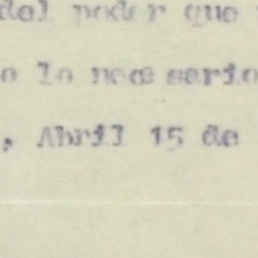 del poder que
o lo necesario
, Abril 15 de